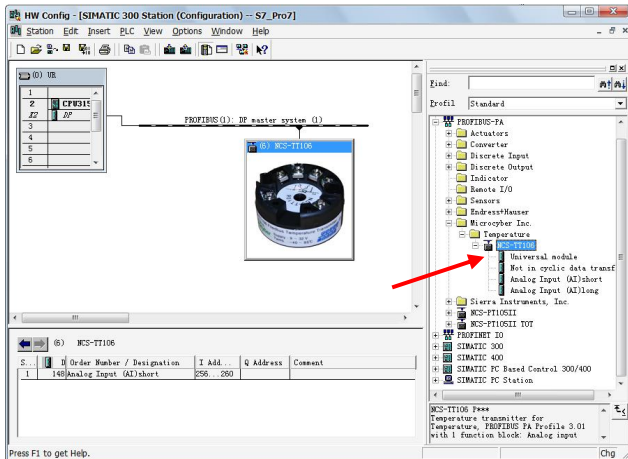 HW Config - [SIMATIC 300 Station (Configuration) -- S7_Pro7]
Station Edit Insert PLC View Options Window Help
(0) UR
1
2 CPU315
X2 DP
3
4
5
6
PROFIBUS(1): DP master system (1)
(6) NCS-TT106
Find:
Profil Standard
PROFIBUS-PA
Actuators
Converter
Discrete Input
Discrete Output
Indicator
Remote I/O
Sensors
Endress+Hauser
Microcyber Inc.
Temperature
NCS-TT106
Universal module
Not in cyclic data transf
Analog Input (AI)short
Analog Input (AI)long
Sierra Instruments, Inc.
NCS-PT105II
NCS-PT105II TOT
PROFINET IO
SIMATIC 300
SIMATIC 400
SIMATIC PC Based Control 300/400
SIMATIC PC Station
(6) NCS-TT106
S... D Order Number / Designation I Add... Q Address Comment
1 148 Analog Input (AI)short 256...260
NCS-TT106 P***
Temperature transmitter for
Temperature, PROFIBUS PA Profile 3.01
with 1 function block: Analog input
Press F1 to get Help.
Chg